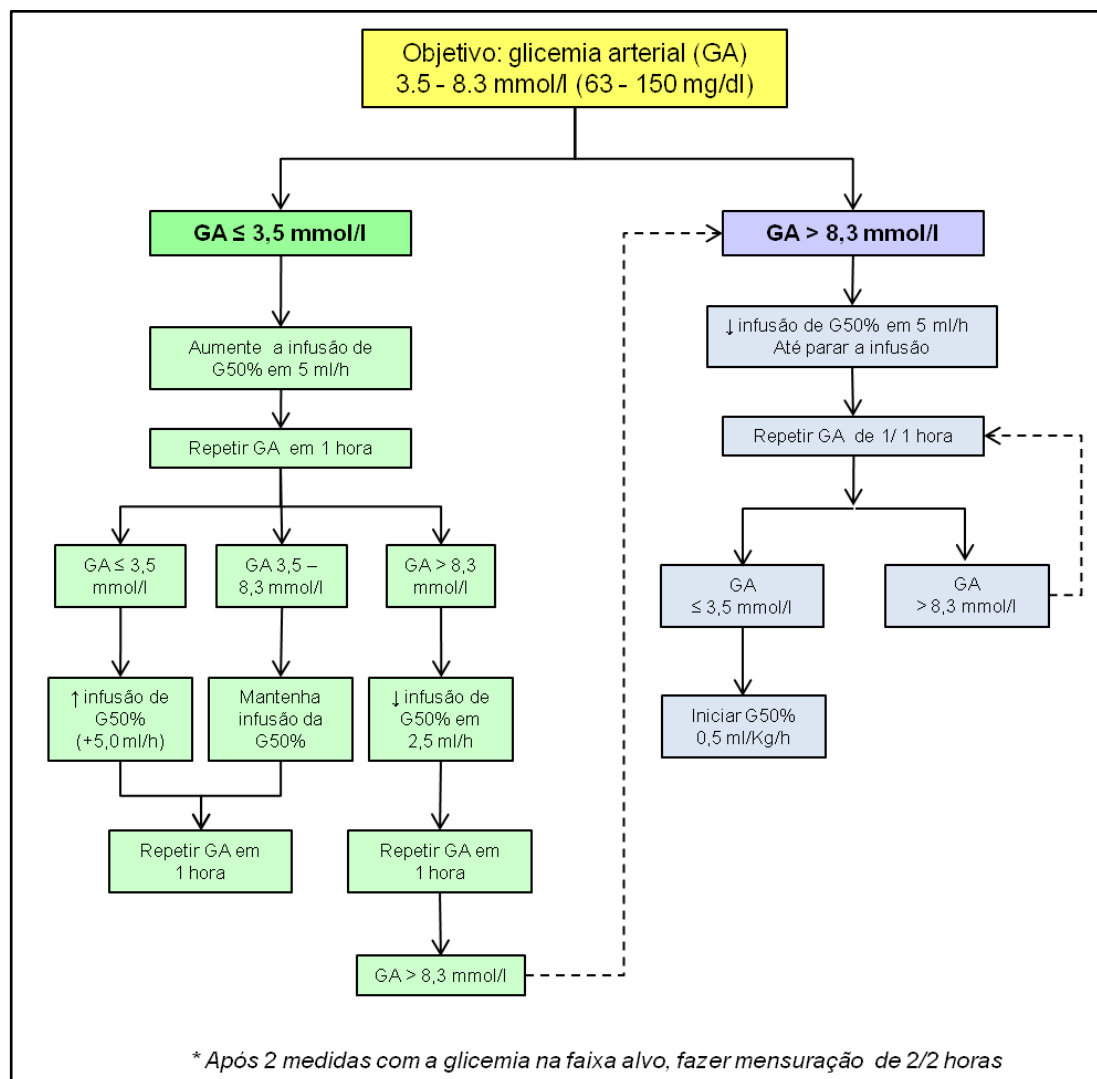 Objetivo: glicemia arterial (GA)
3.5 - 8.3 mmol/l (63 - 150 mg/dl)
GA ≤ 3,5 mmol/l
GA > 8,3 mmol/l
Aumente a infusão de
G50% em 5 ml/h
↓ infusão de G50% em 5 ml/h
Até parar a infusão
Repetir GA em 1 hora
Repetir GA de 1/ 1 hora
GA ≤ 3,5
mmol/l
GA 3,5 –
8,3 mmol/l
GA > 8,3
mmol/l
GA
≤ 3,5 mmol/l
GA
> 8,3 mmol/l
↑ infusão de
G50%
(+5,0 ml/h)
Mantenha
infusão da
G50%
↓ infusão de
G50% em
2,5 ml/h
Iniciar G50%
0,5 ml/Kg/h
Repetir GA em
1 hora
Repetir GA em
1 hora
GA > 8,3 mmol/l
* Após 2 medidas com a glicemia na faixa alvo, fazer mensuração de 2/2 horas